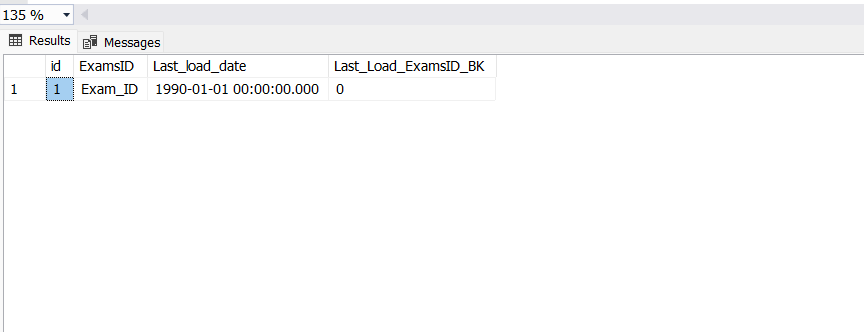 135 %
Results Messages
id ExamsID Last_load_date Last_Load_ExamsID_BK
1 1 Exam_ID 1990-01-01 00:00:00.000 0